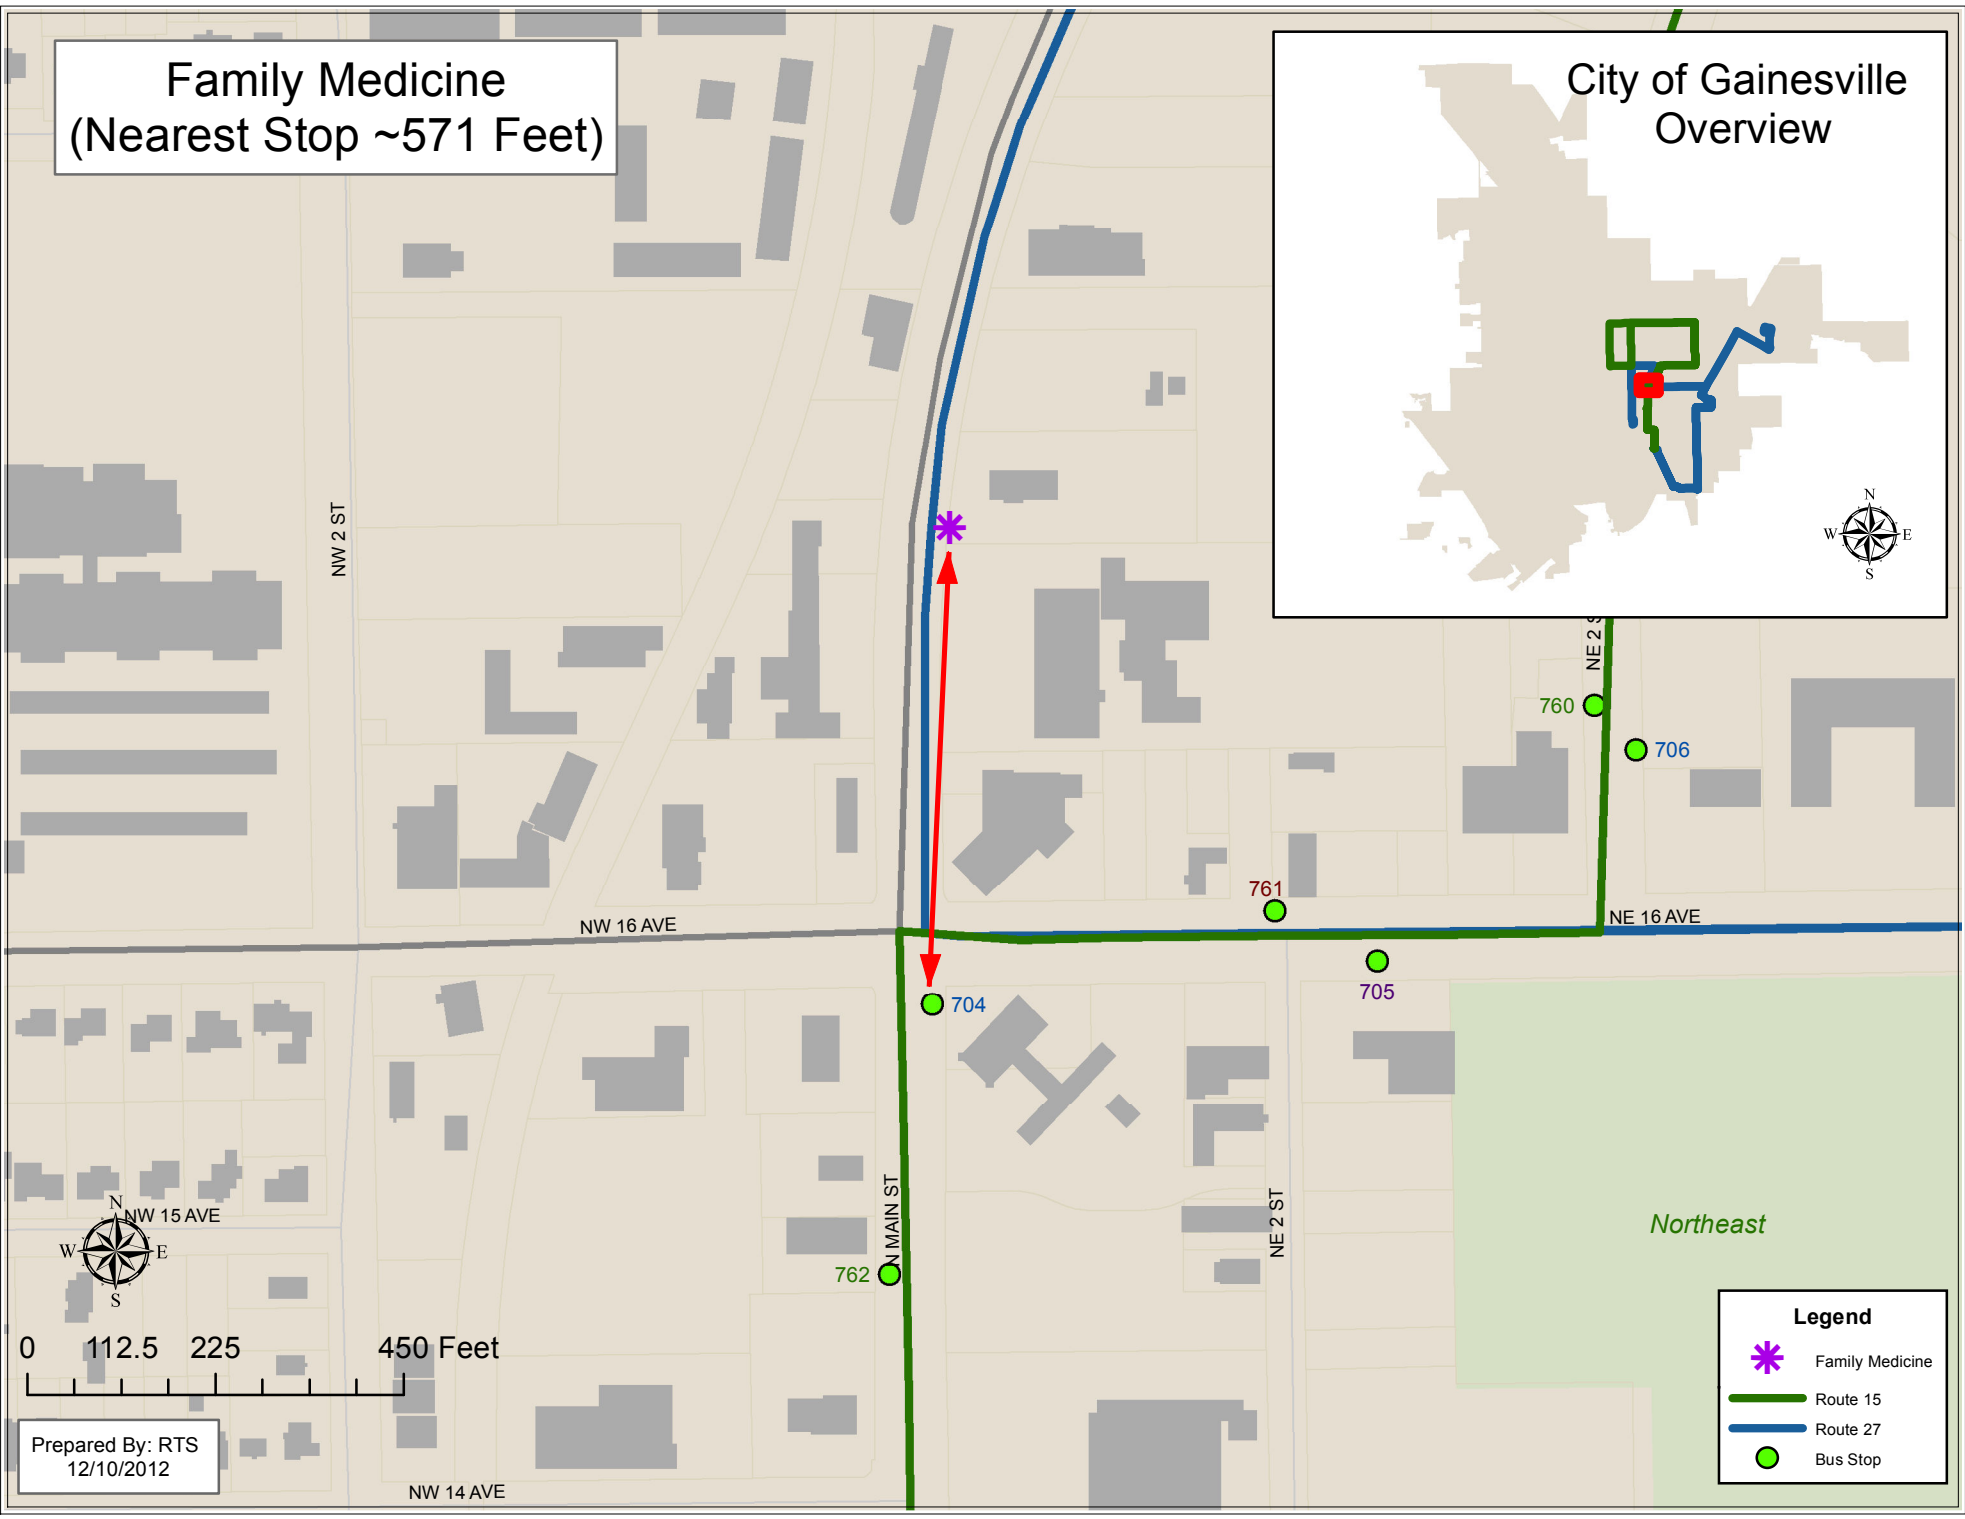 Family Medicine
(Nearest Stop ~571 Feet)
City of Gainesville
Overview
N
W E
S
NW 2 ST
NE 2 S
760
706
761
NW 16 AVE
NE 16 AVE
705
704
N MAIN ST
NE 2 ST
Northeast
N
NW 15 AVE
W E
S
762
0 112.5 225 450 Feet
Prepared By: RTS
12/10/2012
NW 14 AVE
Legend
Family Medicine
Route 15
Route 27
Bus Stop